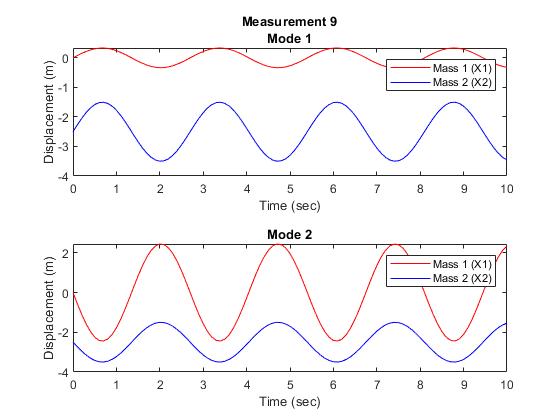 Measurement 9
Mode 1
Displacement (m)
0
-1
-2
-3
-4
Mass 1 (X1)
Mass 2 (X2)
0 1 2 3 4 5 6 7 8 9 10
Time (sec)
Mode 2
Displacement (m)
2
0
-2
-4
Mass 1 (X1)
Mass 2 (X2)
0 1 2 3 4 5 6 7 8 9 10
Time (sec)